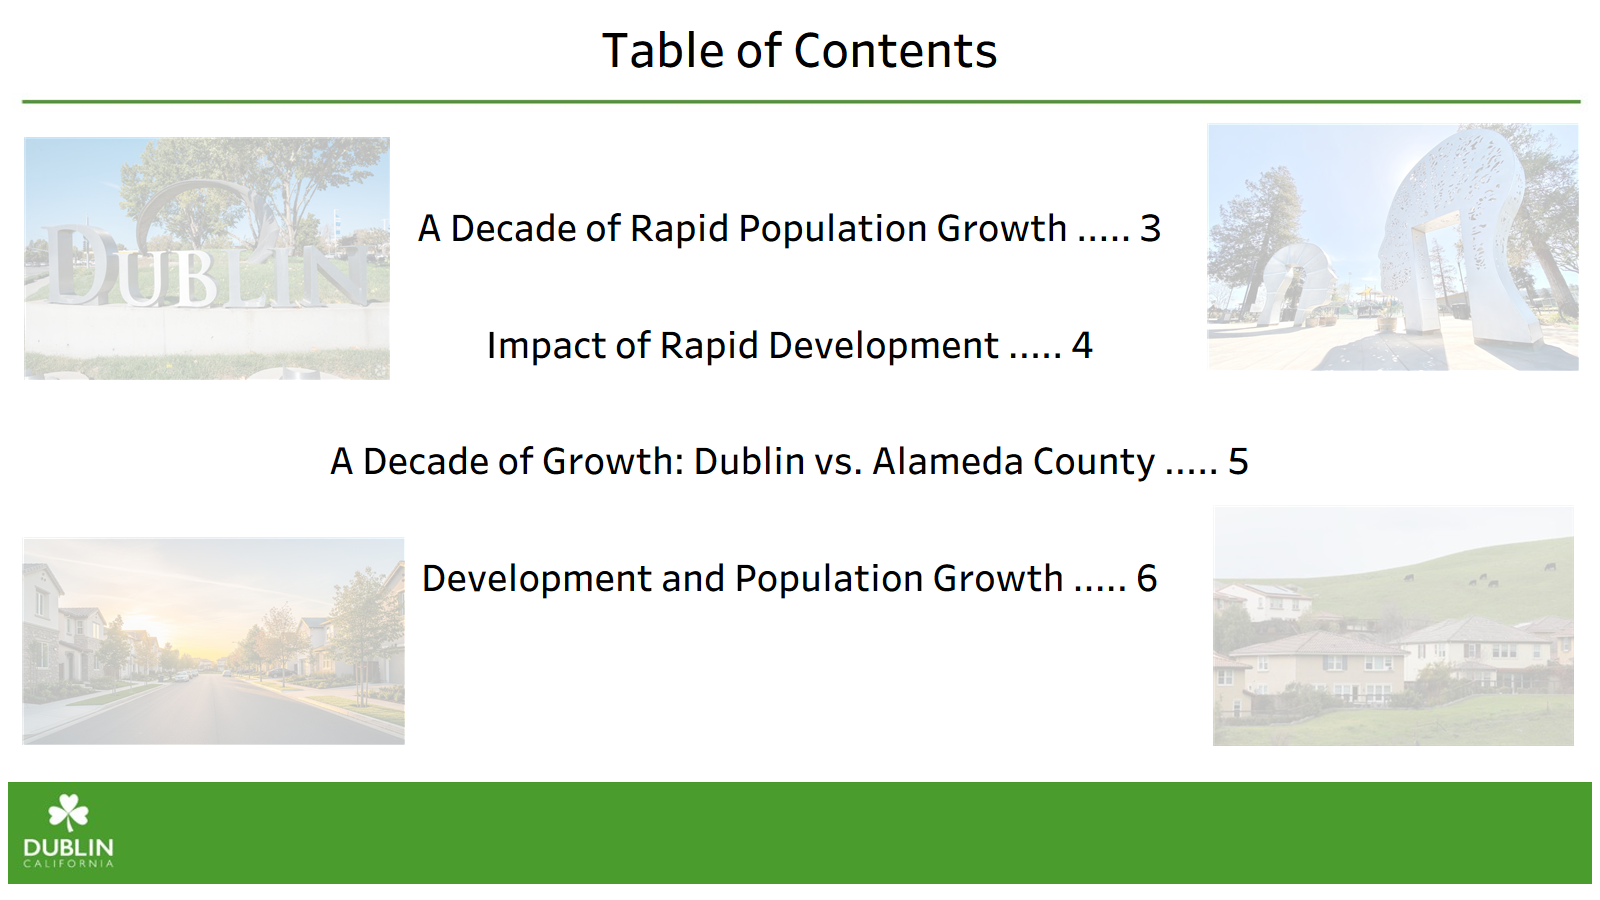 Table of Contents
DUBLIN
A Decade of Rapid Population Growth ..... 3
Impact of Rapid Development ..... 4
A Decade of Growth: Dublin vs. Alameda County ..... 5
Development and Population Growth ..... 6
DUBLIN
CALIFORNIA